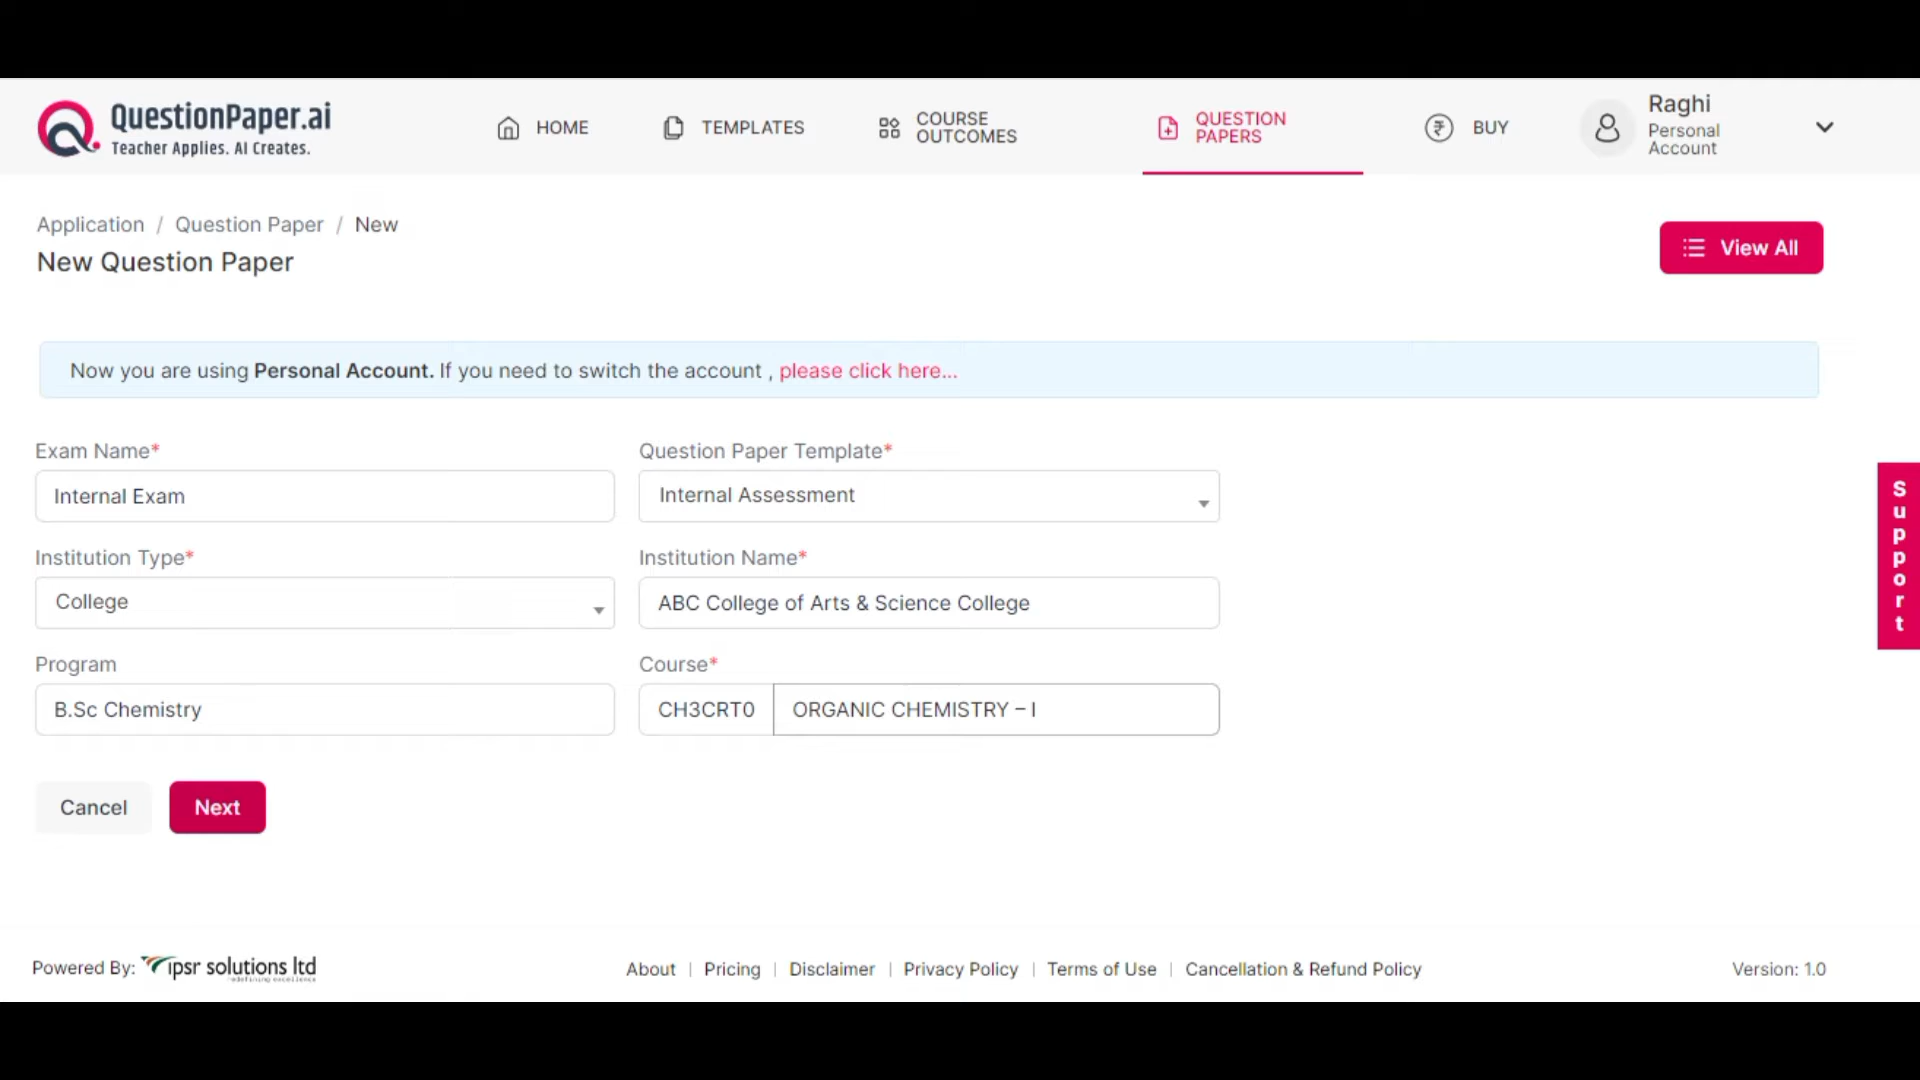 QuestionPaper.ai
Teacher Applies. AI Creates.
HOME
TEMPLATES
COURSE
OUTCOMES
QUESTION
PAPERS
BUY
Raghi
Personal
Account
Application / Question Paper / New
New Question Paper
View All
Now you are using Personal Account. If you need to switch the account , please click here...
Exam Name*
Question Paper Template*
Internal Exam
Internal Assessment
Institution Type*
Institution Name*
College
ABC College of Arts & Science College
Program
Course*
B.Sc Chemistry
CH3CRT0
ORGANIC CHEMISTRY – I
Cancel
Next
Support
Powered By: ipsr solutions ltd
redefining excellence
About | Pricing | Disclaimer | Privacy Policy | Terms of Use | Cancellation & Refund Policy
Version: 1.0